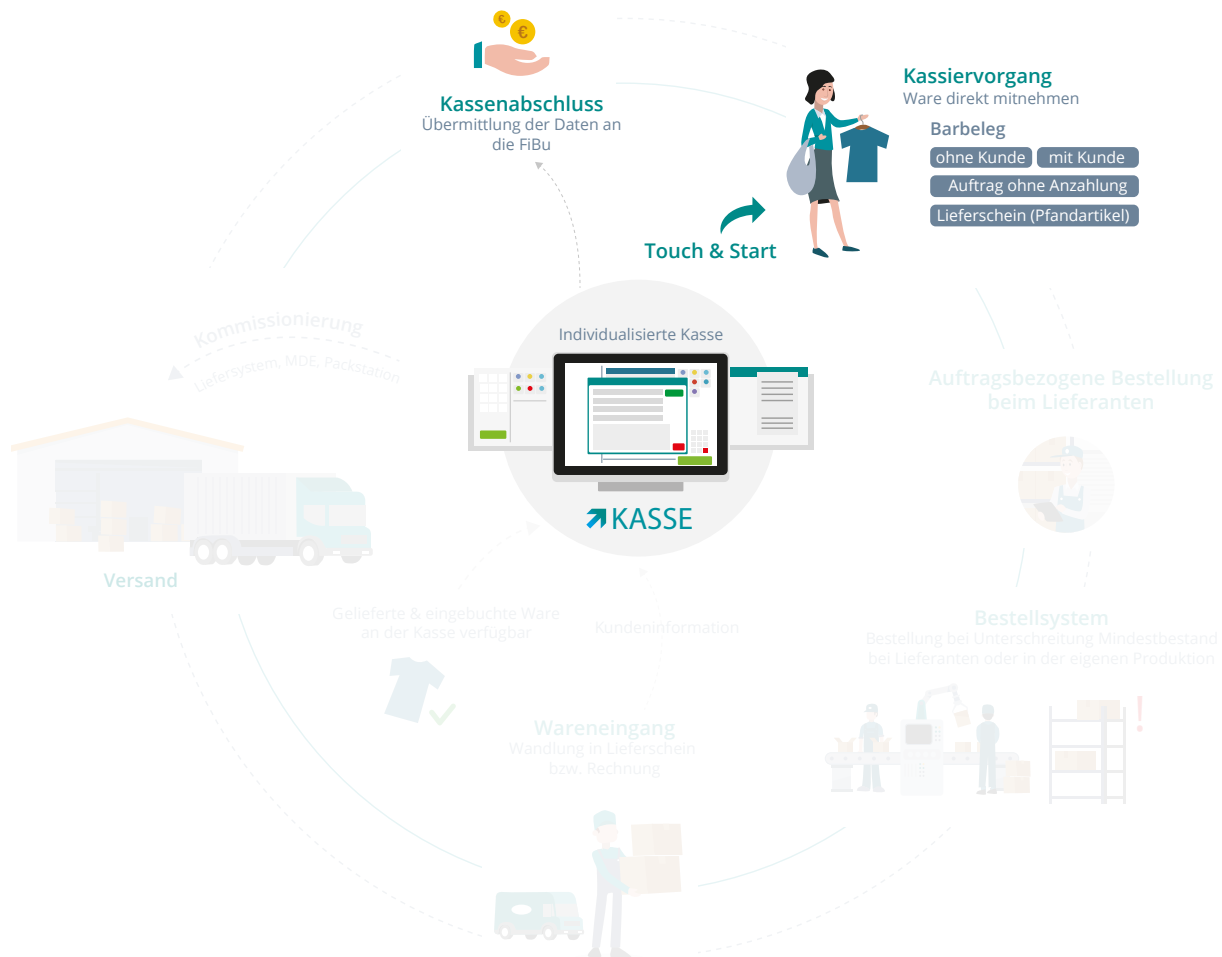 Kassenabschluss
Übermittlung der Daten an
die FiBu
Kassiervorgang
Ware direkt mitnehmen
Barbeleg
ohne Kunde
mit Kunde
Auftrag ohne Anzahlung
Lieferschein (Pfandartikel)
Touch & Start
Individualisierte Kasse
KASSE
Kommissionierung
Liefersystem, MDE, Packstation
Auftragsbezogene Bestellung
beim Lieferanten
Versand
Gelieferte & eingebuchte Ware
an der Kasse verfügbar
Kundeninformation
Bestellsystem
Bestellung bei Unterschreitung Mindestbestand
bei Lieferanten oder in der eigenen Produktion
Wareneingang
Wandlung in Lieferschein
bzw. Rechnung